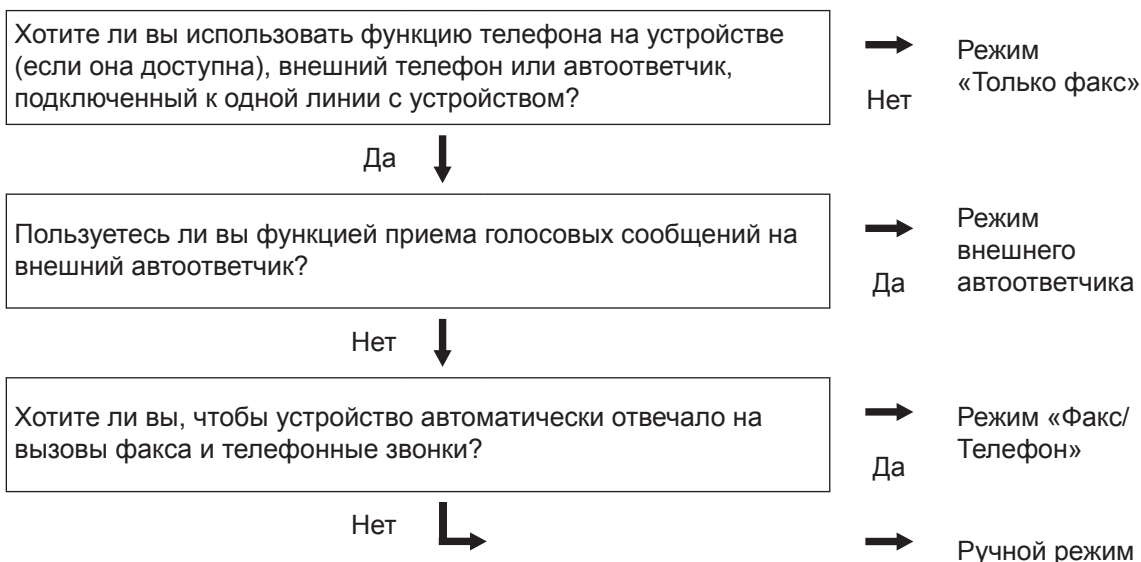 Хотите ли вы использовать функцию телефона на устройстве
(если она доступна), внешний телефон или автоответчик,
подключенный к одной линии с устройством?
Нет
Режим
«Только факс»
Да
Пользуетесь ли вы функцией приема голосовых сообщений на
внешний автоответчик?
Да
Режим
внешнего
автоответчика
Нет
Хотите ли вы, чтобы устройство автоматически отвечало на
вызовы факса и телефонные звонки?
Да
Режим «Факс/
Телефон»
Нет
Ручной режим